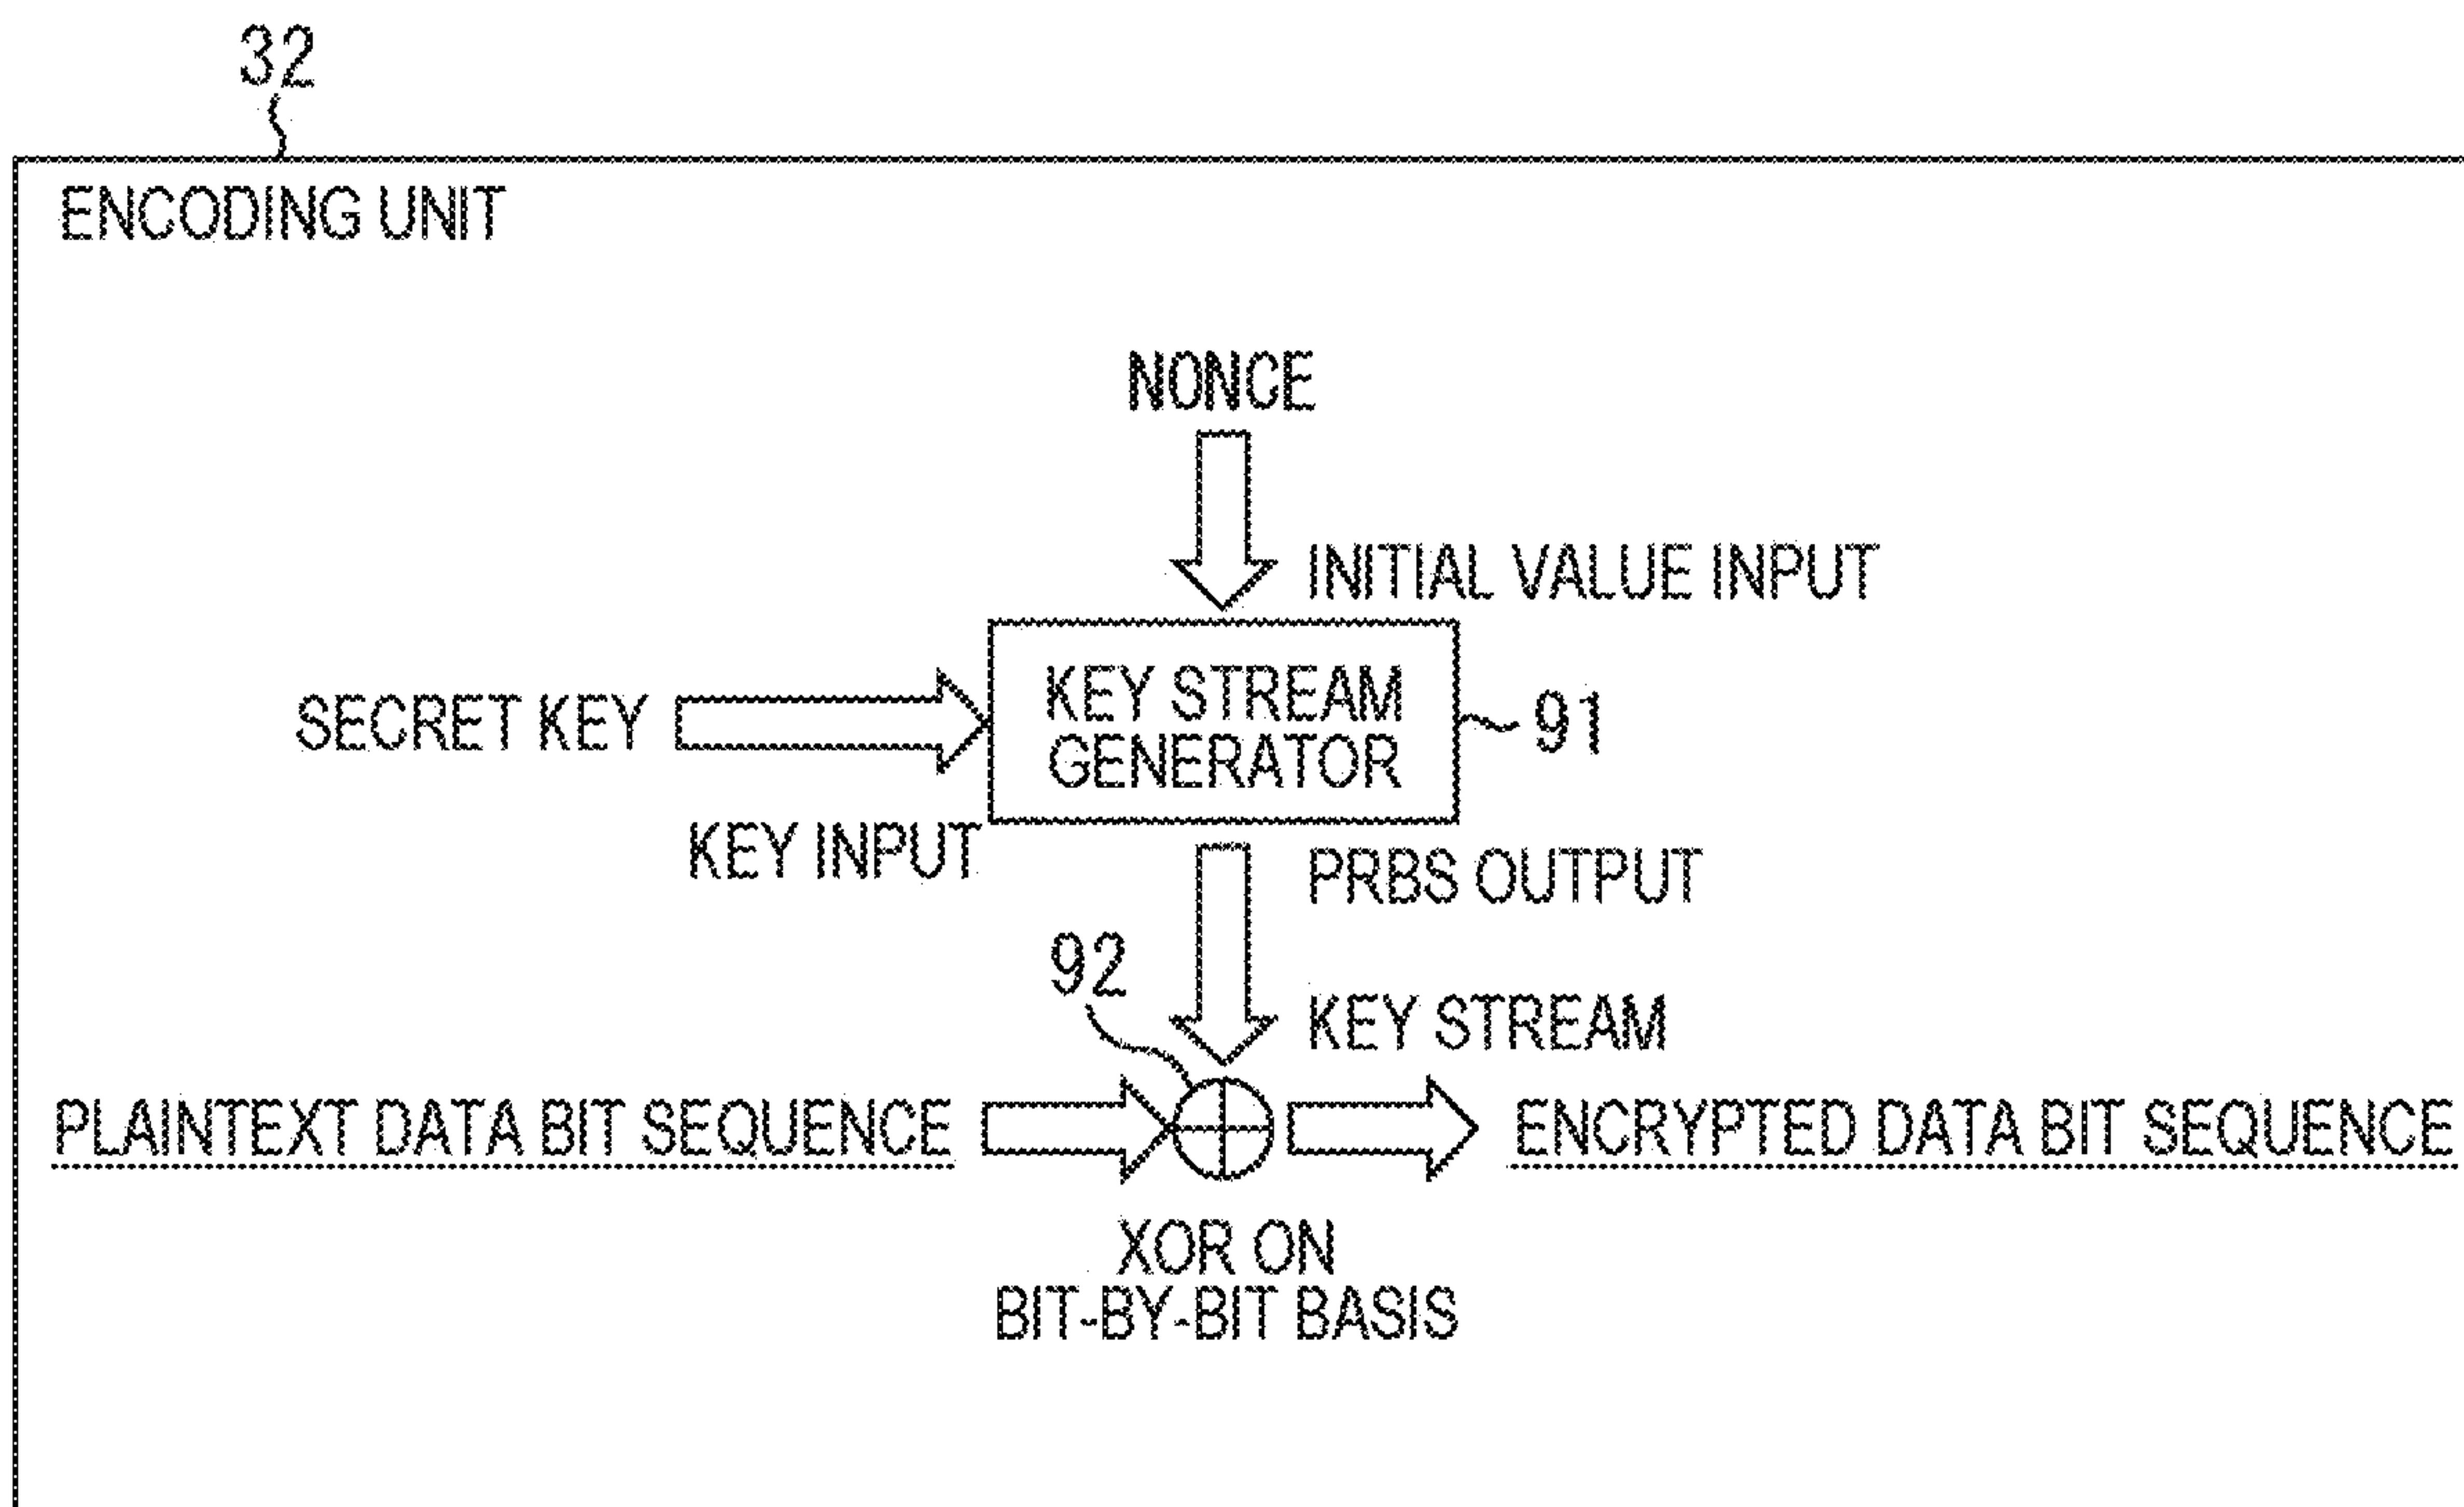 32
ENCODING UNIT
NONCE
INITIAL VALUE INPUT
SECRET KEY
KEY STREAM
GENERATOR
91
KEY INPUT
PRBS OUTPUT
92
KEY STREAM
PLAINTEXT DATA BIT SEQUENCE
ENCRYPTED DATA BIT SEQUENCE
XOR ON
BIT-BY-BIT BASIS